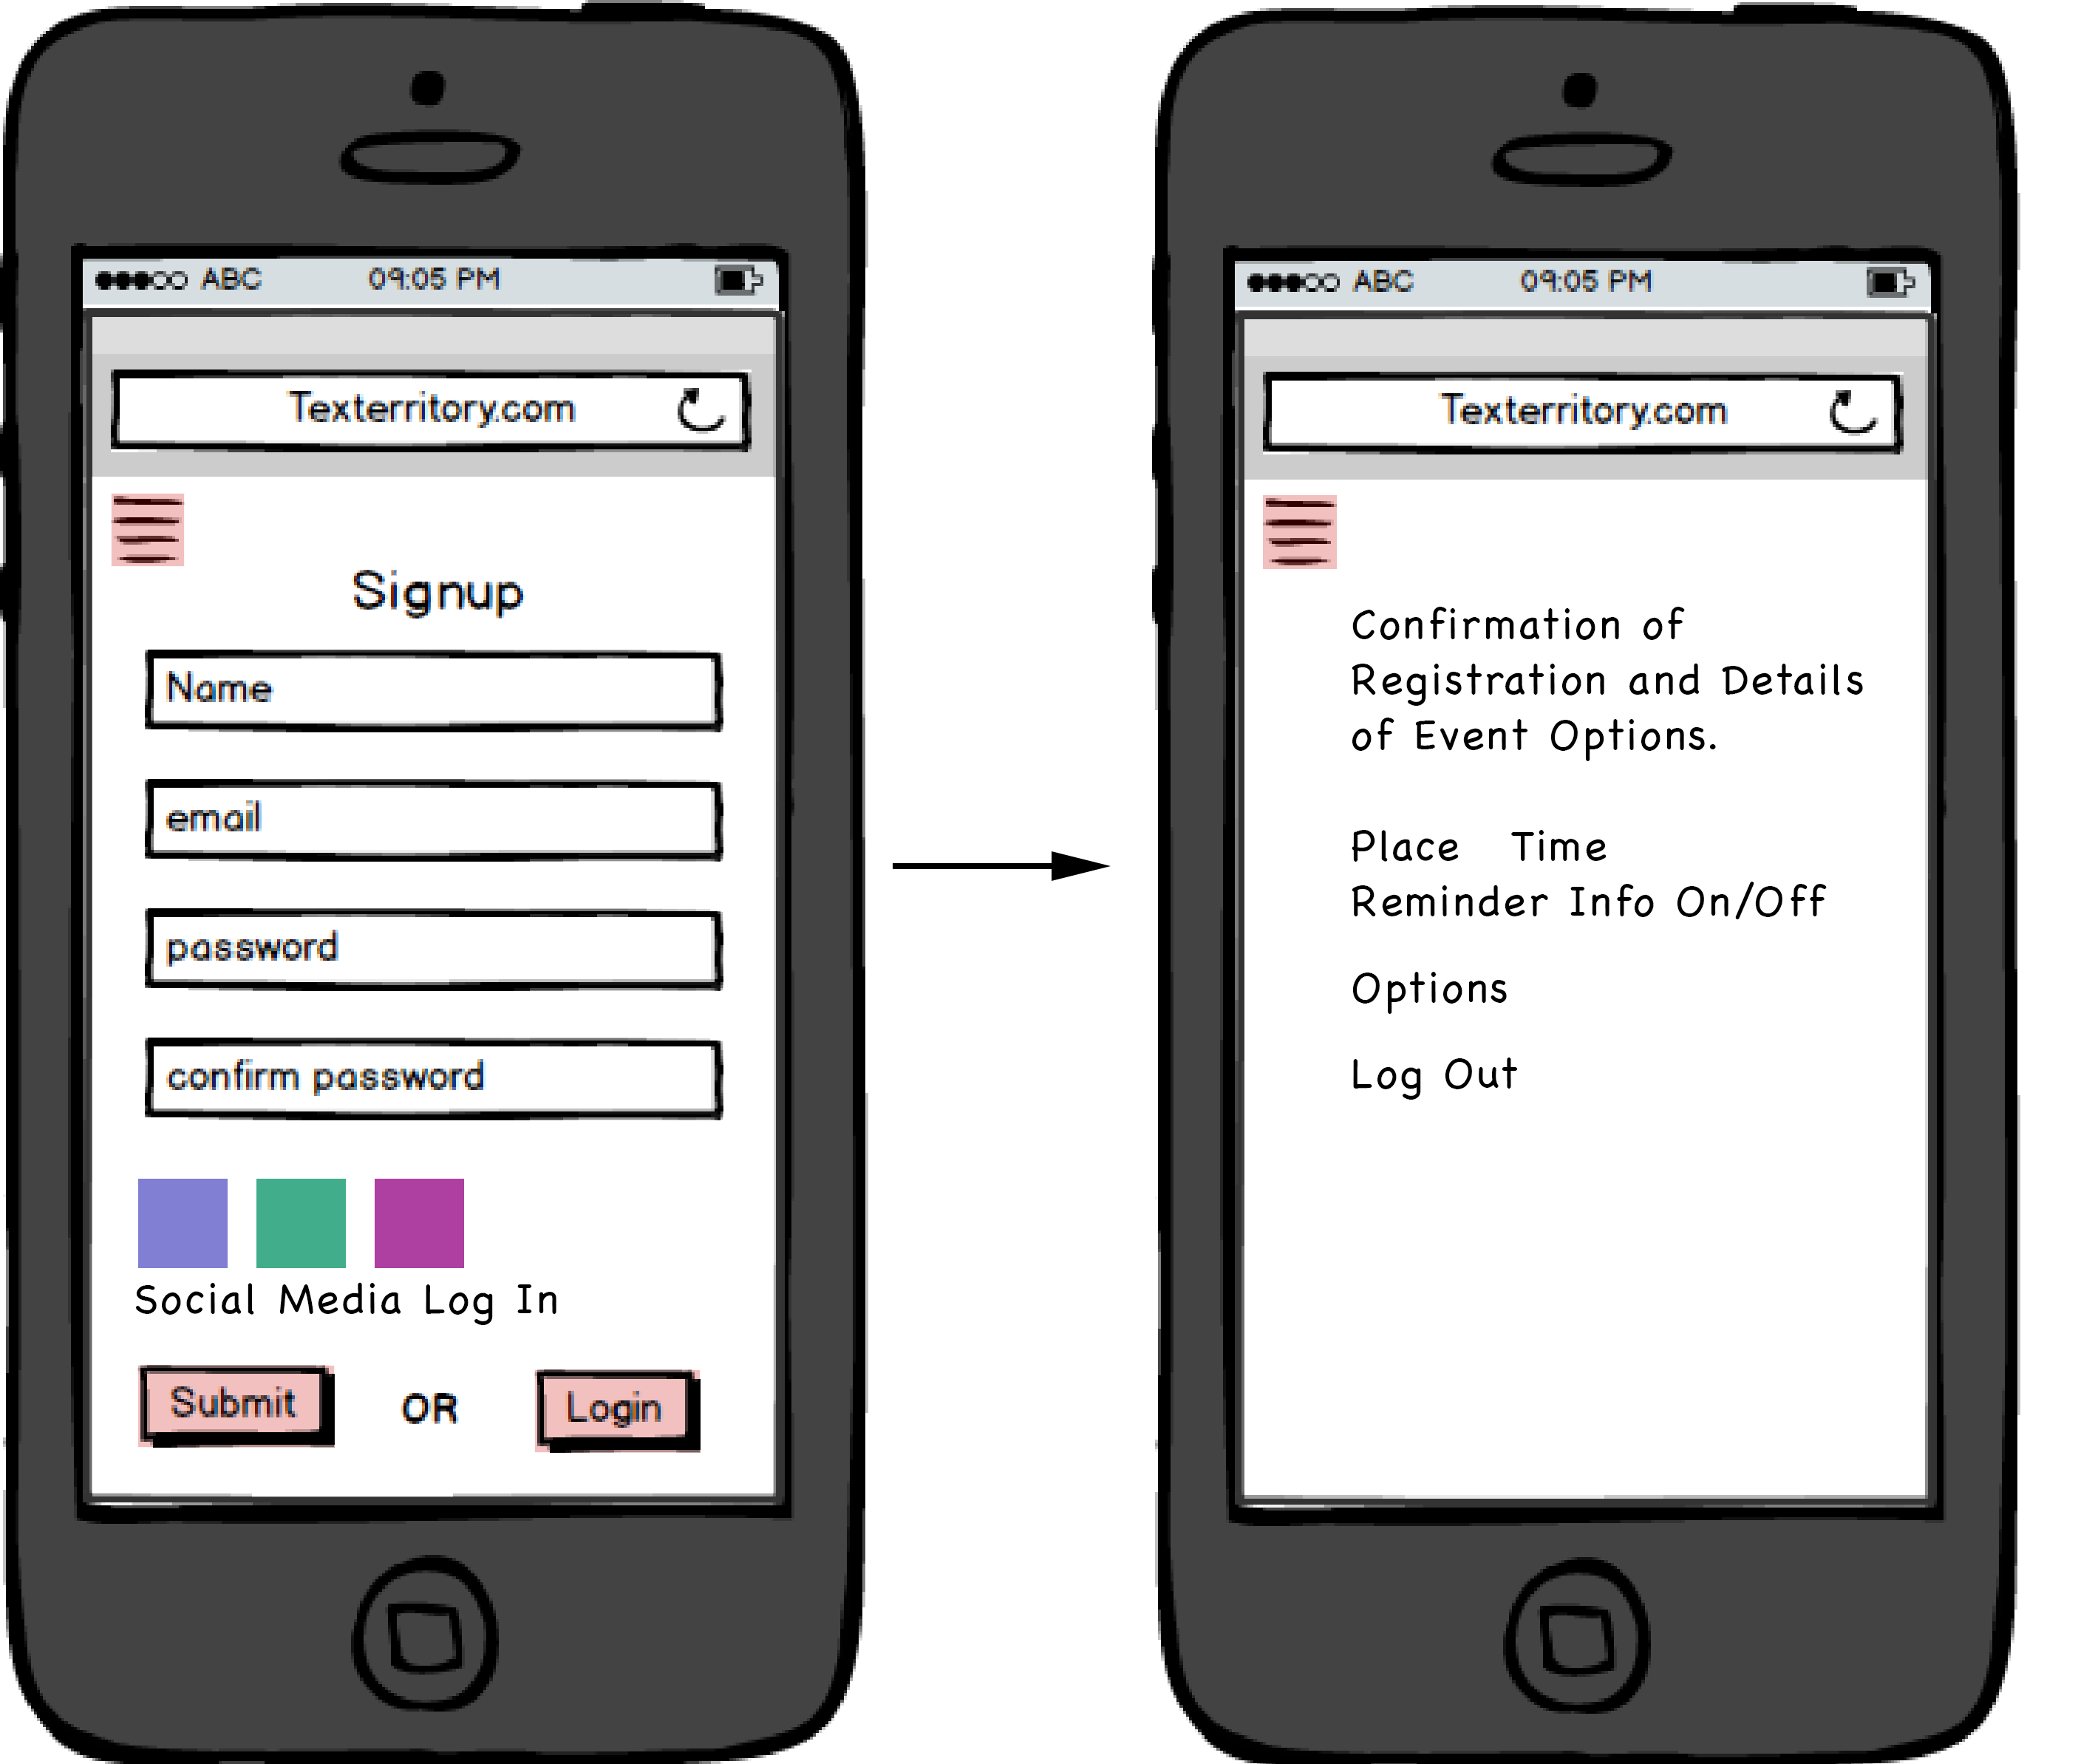 ABC 09:05 PM
Texterritory.com
Signup
Name
email
password
confirm password
Social Media Log In
Submit OR Login
ABC 09:05 PM
Texterritory.com
Confirmation of
Registration and Details
of Event Options.
Place Time
Reminder Info On/Off
Options
Log Out